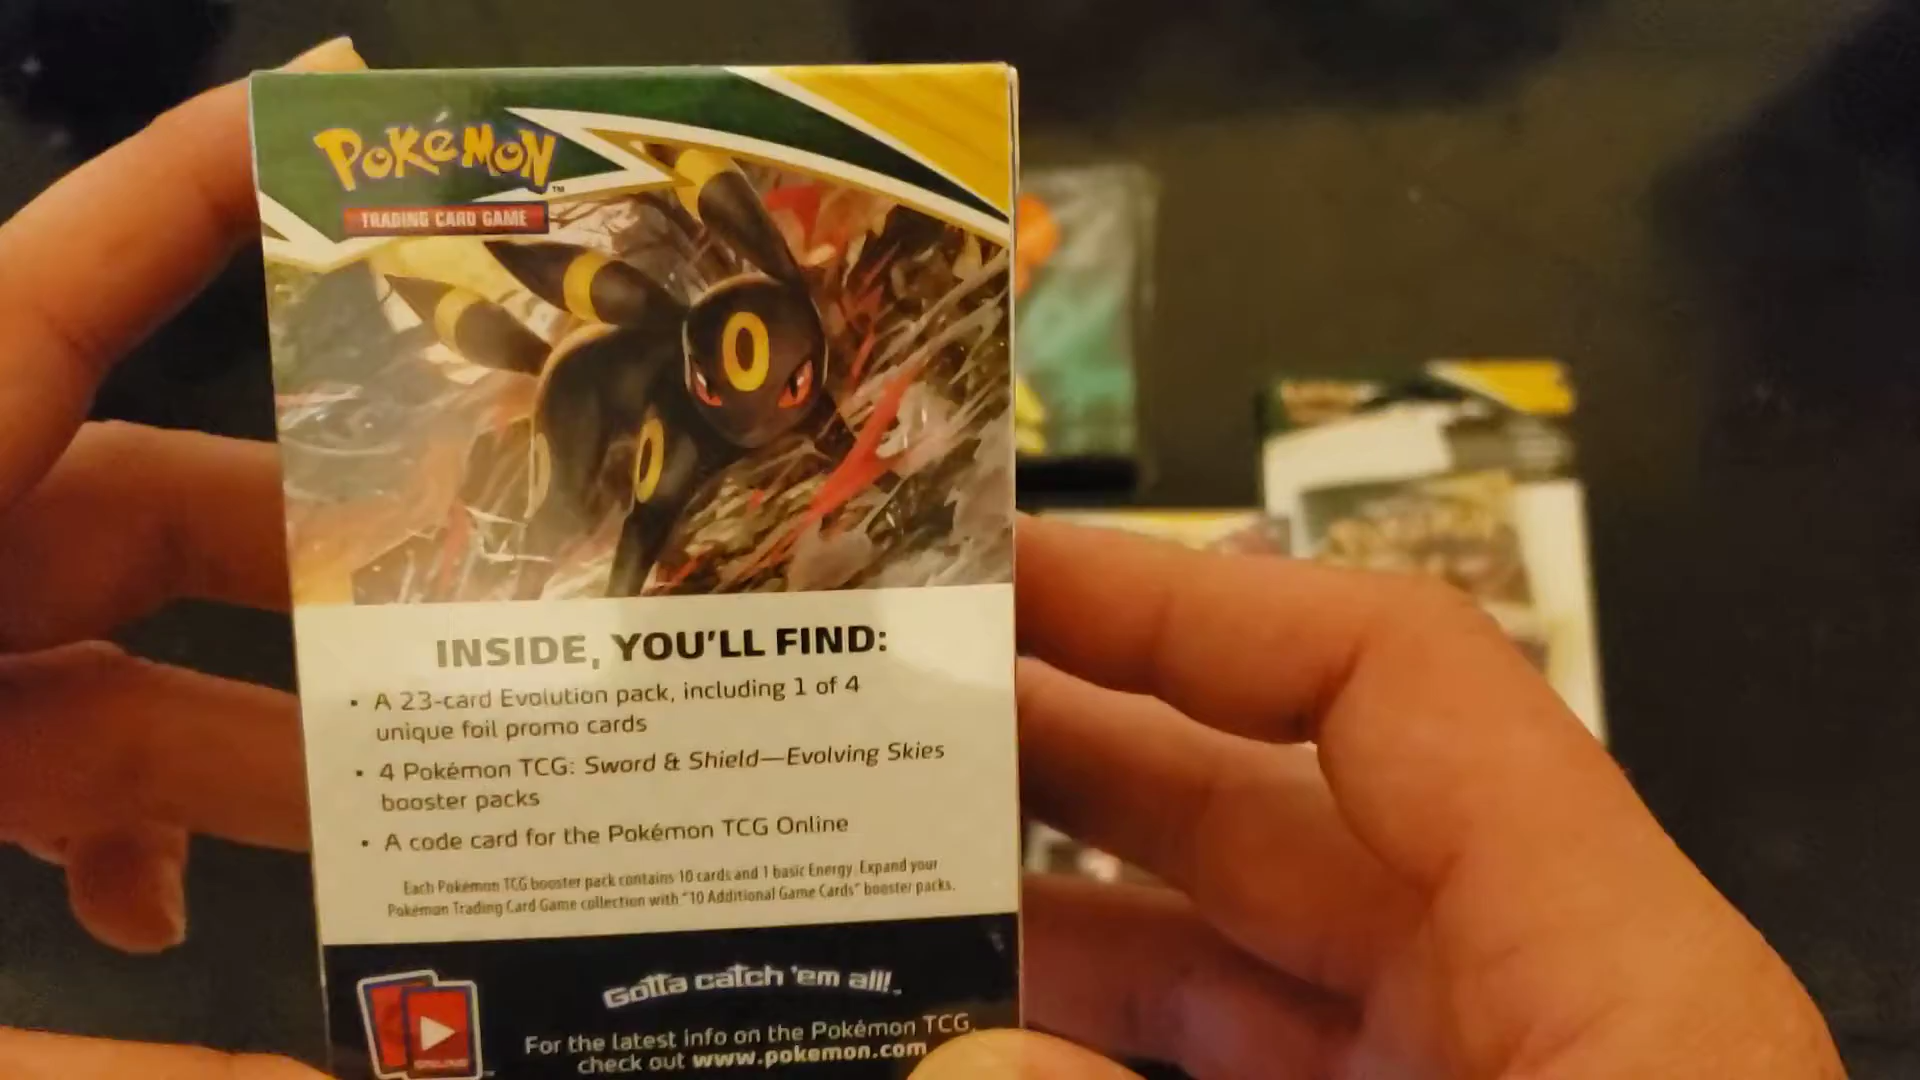 POKéMON™
TRADING CARD GAME
INSIDE, YOU'LL FIND:
• A 23-card Evolution pack, including 1 of 4
unique foil promo cards
• 4 Pokémon TCG: Sword & Shield—Evolving Skies
booster packs
• A code card for the Pokémon TCG Online
Each Pokémon TCG booster pack contains 10 cards and 1 basic Energy. Expand your
Pokémon Trading Card Game collection with "10 Additional Game Cards" booster packs.
Gotta catch 'em all!™
For the latest info on the Pokémon TCG,
check out www.pokemon.com